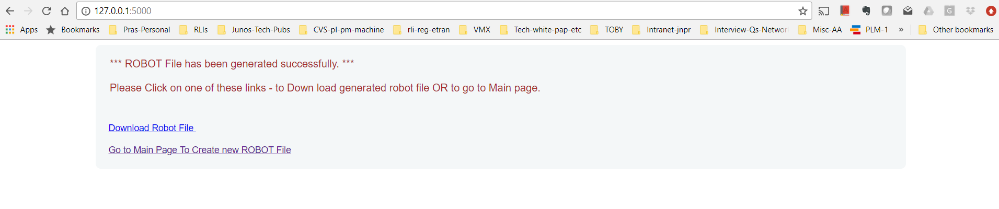 127.0.0.1:5000
Apps Bookmarks Pras-Personal RLIs Junos-Tech-Pubs CVS-pl-pm-machine rli-reg-etran VMX Tech-white-pap-etc TOBY Intranet-jnpr Interview-Qs-Networ Misc-AA PLM-1 » Other bookmarks
*** ROBOT File has been generated successfully. ***
Please Click on one of these links - to Down load generated robot file OR to go to Main page.
Download Robot File
Go to Main Page To Create new ROBOT File